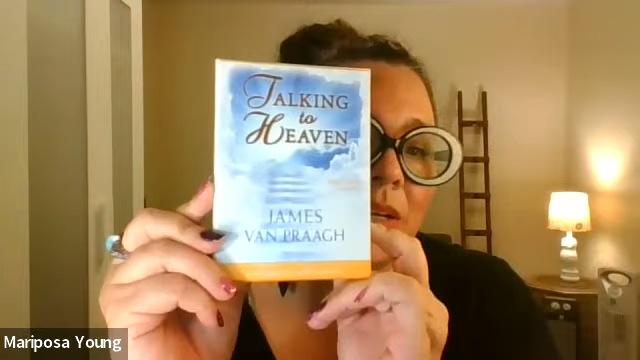 TALKING
to
HEAVEN
JAMES
VAN PRAAGH
Mariposa Young